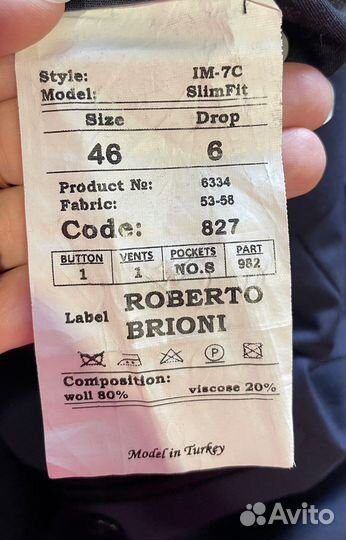 Style: IM-7C
Model: SlimFit
Size Drop
46 6
Product №: 6334
Fabric: 53-58
Code: 827
BUTTON VENTS POCKETS PART
1 1 NO.8 982
Label ROBERTO
BRIONI
P
Composition:
woll 80% viscose 20%
Model in Turkey
Avito